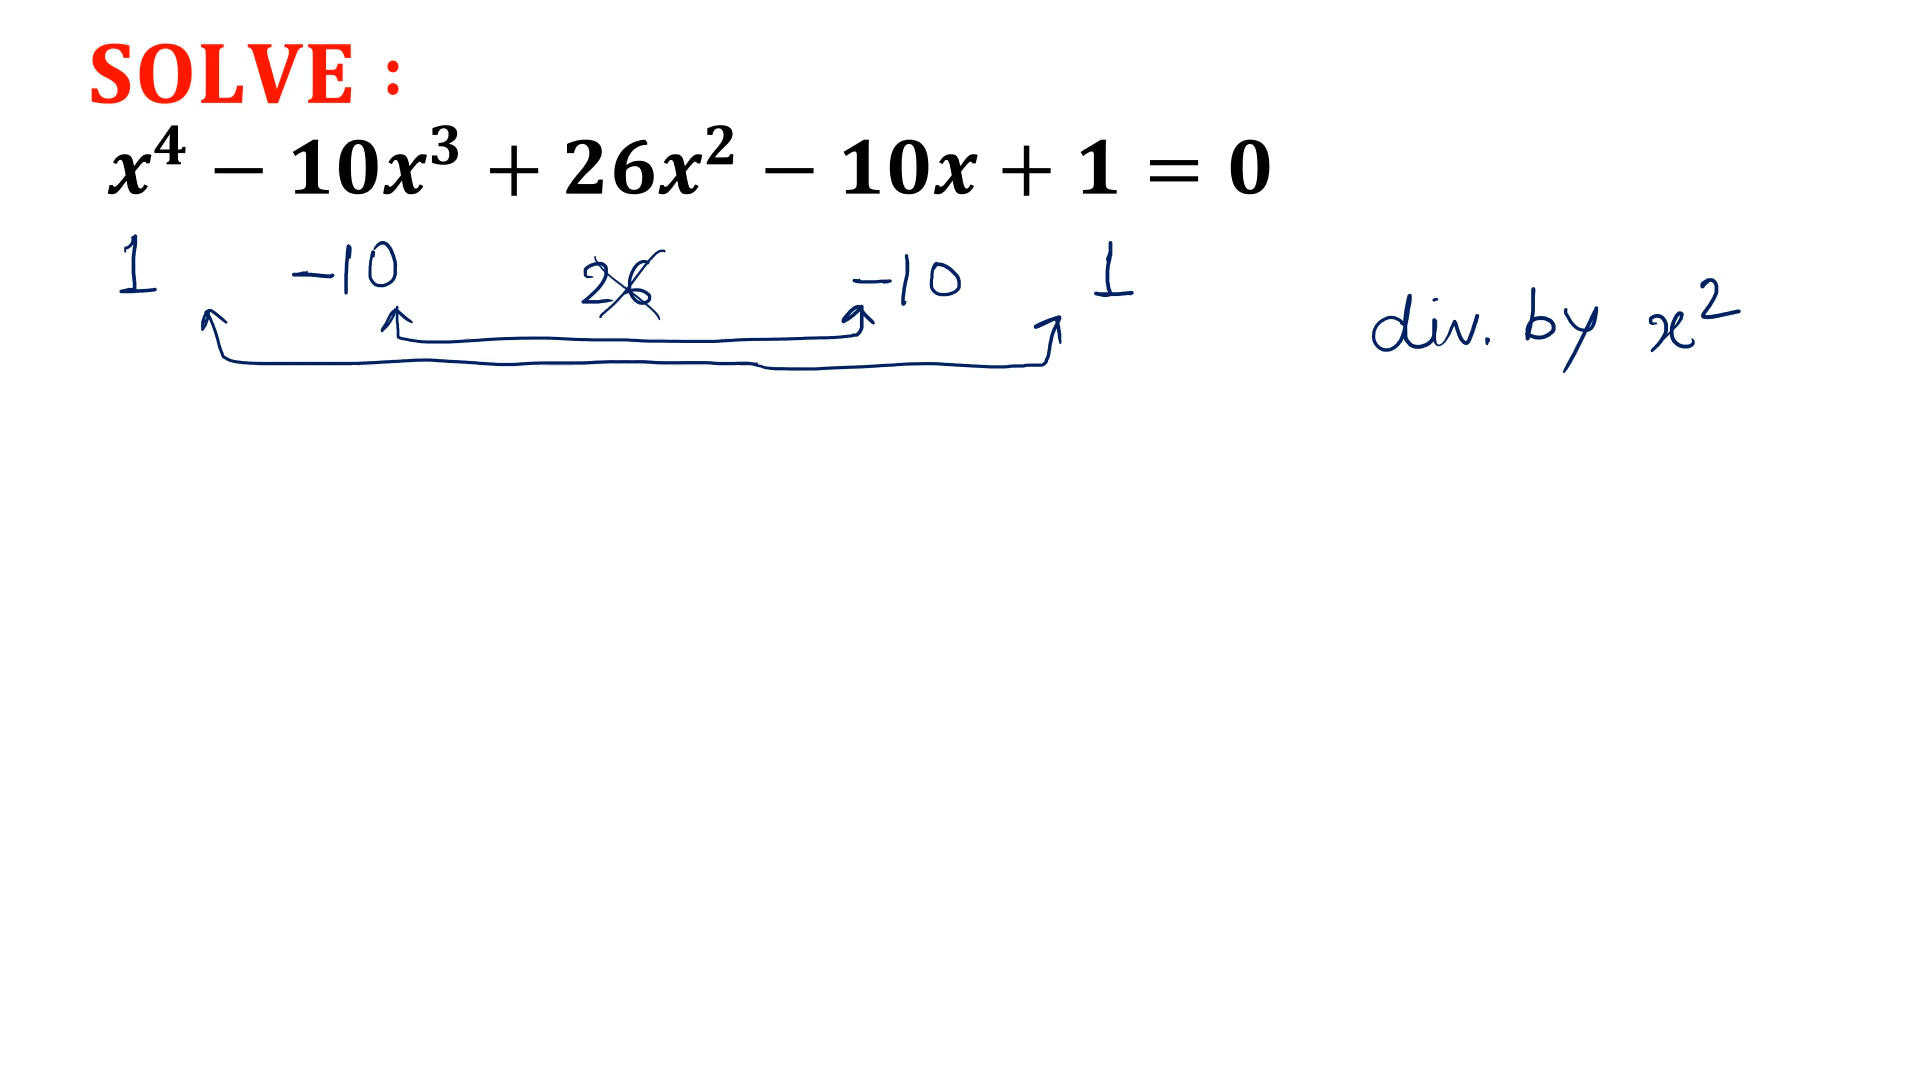 SOLVE :
x⁴ − 10x³ + 26x² − 10x + 1 = 0
1 −10 26 −10 1
div. by x²